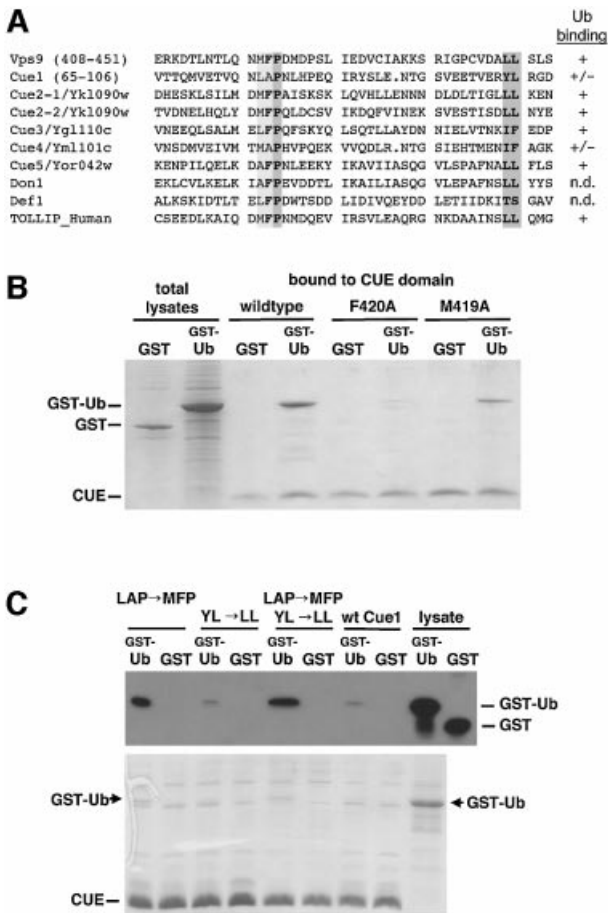 A
Ub
binding
Vps9 (408-451) ERKDTLNTLQ NMFPDMDPSL IEDVCIAKKS RIGPCVDALL SLS +
Cue1 (65-106) VTTQMVETVQ NLAPNLHPEQ IRYSLE.NTG SVEETVERYL RGD +/-
Cue2-1/Ykl090w DHESKLSILM DMFPAISKSK LQVHLLENNN DLDLTIGLLL KEN +
Cue2-2/Ykl090w TVDNELHQLY DMFPQLDCSV IKDQFVINEK SVESTISDLL NYE +
Cue3/Ygl110c VNEEQLSALM ELFPQFSKYQ LSQTLLAYDN NIELVTNKIF EDP +
Cue4/Yml101c VNSDMVEIVM TMAPHVPQEK VVQDLR.NTG SIEHTMENIF AGK +/-
Cue5/Yor042w KENPILQELK DAFPNLEEKY IKAVIIASQG VLSPAFNALL FLS +
Don1 EKLCVLKELK IAFPEVDDTL IKAILIASQG VLEPAFNSLL YYS n.d.
Def1 ALKSKIDTLT ELFPDWTSDD LIDIVQEYDD LETIIDKITS GAV n.d.
TOLLIP_Human CSEEDLKAIQ DMFPNMDQEV IRSVLEAQRG NKDAAINSLL QMG +
B
bound to CUE domain
total
lysates
wildtype F420A M419A
GST GST-Ub GST GST-Ub GST GST-Ub GST GST-Ub
GST-Ub
GST
CUE
C
LAP→MFP LAP→MFP
YL→LL YL→LL wt Cue1 lysate
GST-Ub GST GST-Ub GST GST-Ub GST GST-Ub GST GST-Ub GST
GST-Ub
GST
GST-Ub GST-Ub
CUE